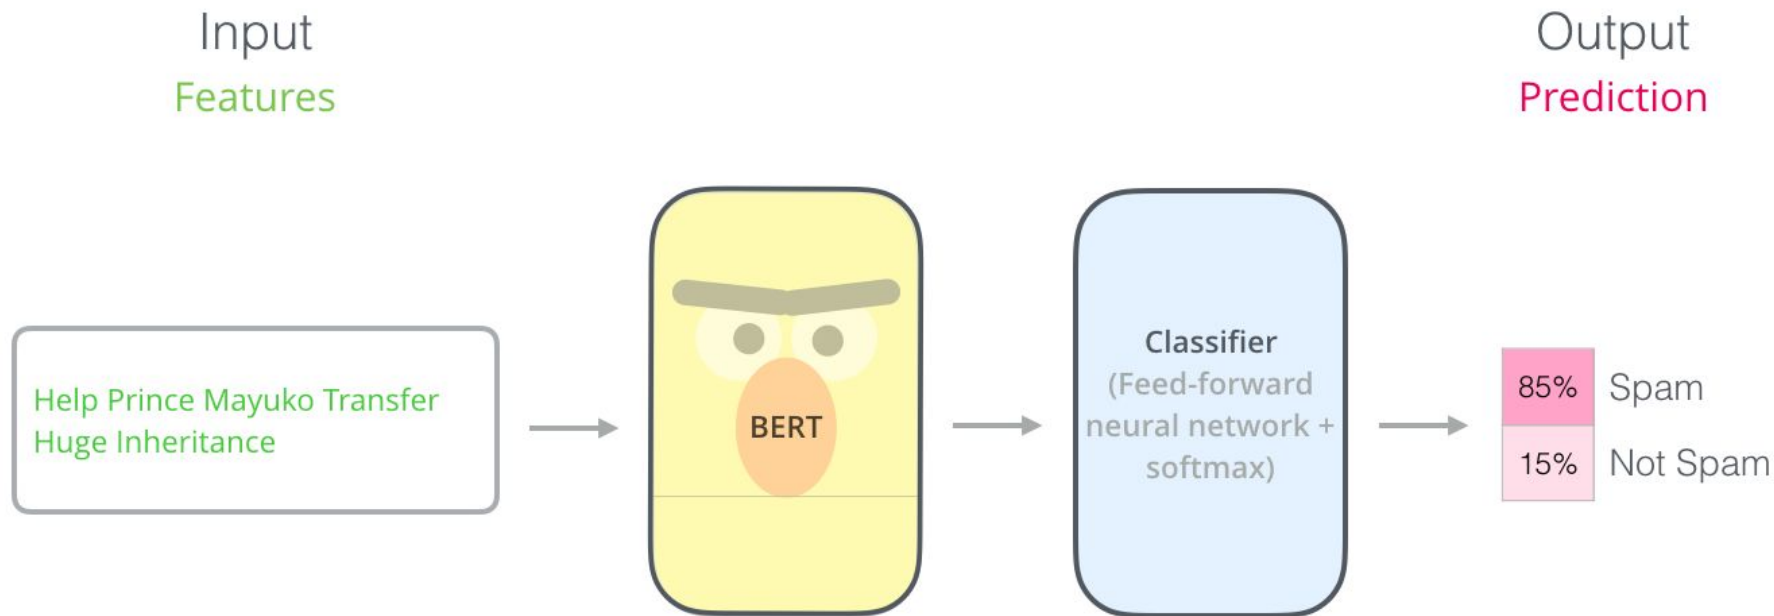 Input
Features
Output
Prediction
Help Prince Mayuko Transfer
Huge Inheritance
BERT
Classifier
(Feed-forward
neural network +
softmax)
85% Spam
15% Not Spam